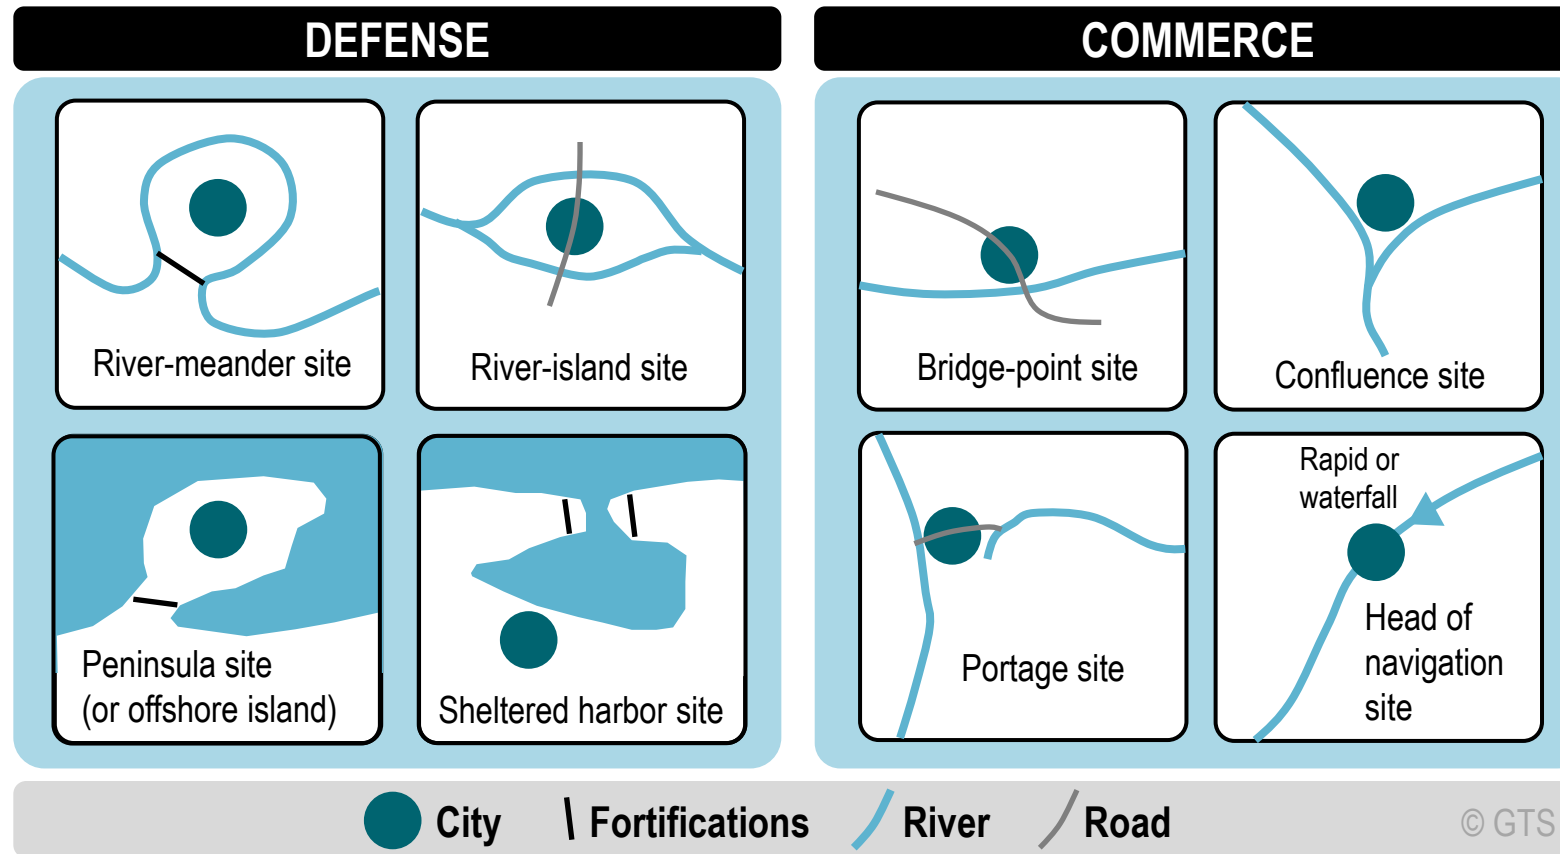 DEFENSE
River-meander site
River-island site
Peninsula site
(or offshore island)
Sheltered harbor site
COMMERCE
Bridge-point site
Confluence site
Portage site
Rapid or
waterfall
Head of
navigation
site
City
Fortifications
River
Road
© GTS